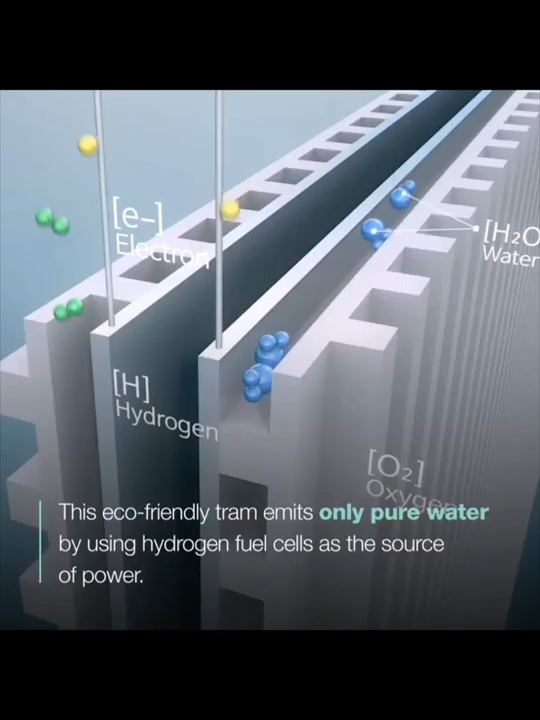 [e-]
Electron
[H₂O
Water
[H]
Hydrogen
[O₂]
Oxygen
This eco-friendly tram emits only pure water
by using hydrogen fuel cells as the source
of power.